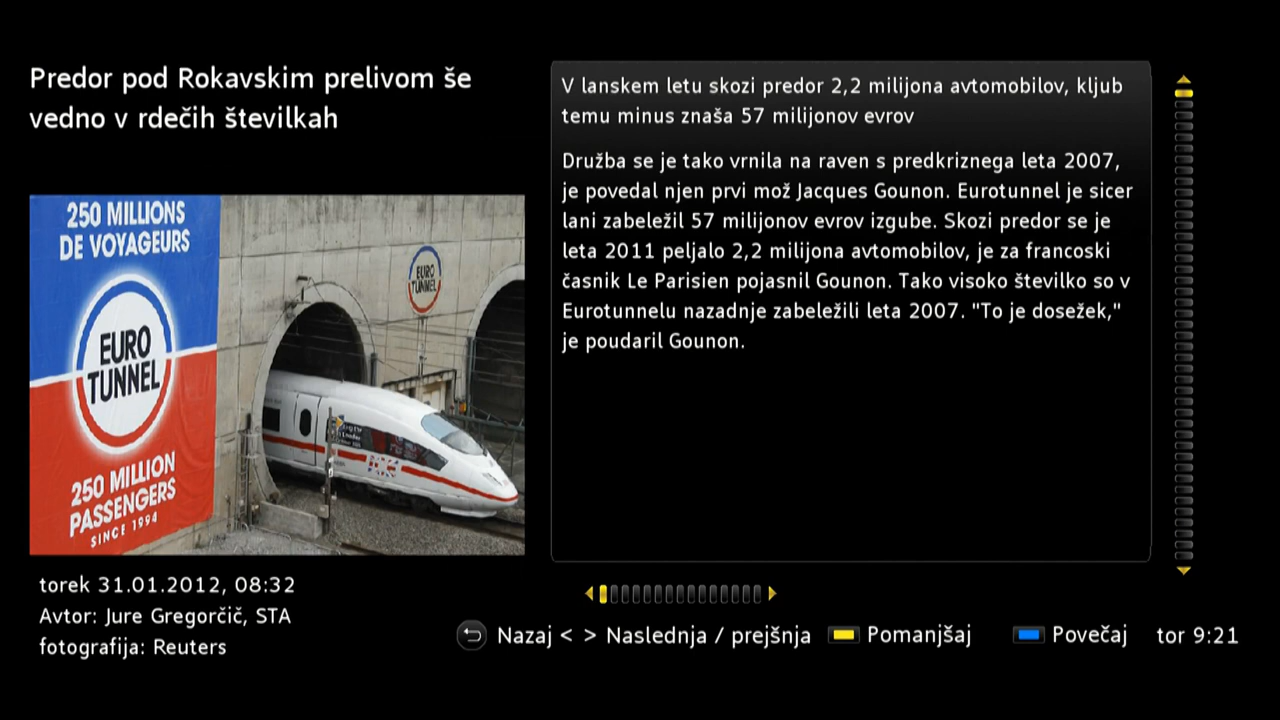 Predor pod Rokavskim prelivom še
vedno v rdečih številkah
250 MILLIONS
DE VOYAGEURS
EURO
TUNNEL
250 MILLION
PASSENGERS
SINCE 1994
EURO
TUNNEL
torek 31.01.2012, 08:32
Avtor: Jure Gregorčič, STA
fotografija: Reuters
V lanskem letu skozi predor 2,2 milijona avtomobilov, kljub
temu minus znaša 57 milijonov evrov
Družba se je tako vrnila na raven s predkriznega leta 2007,
je povedal njen prvi mož Jacques Gounon. Eurotunnel je sicer
lani zabeležil 57 milijonov evrov izgube. Skozi predor se je
leta 2011 peljalo 2,2 milijona avtomobilov, je za francoski
časnik Le Parisien pojasnil Gounon. Tako visoko število so v
Eurotunnelu nazadnje zabeležili leta 2007. "To je dosežek,"
je poudaril Gounon.
Nazaj < > Naslednja / prejšnja Pomanjšaj Povečaj tor 9:21